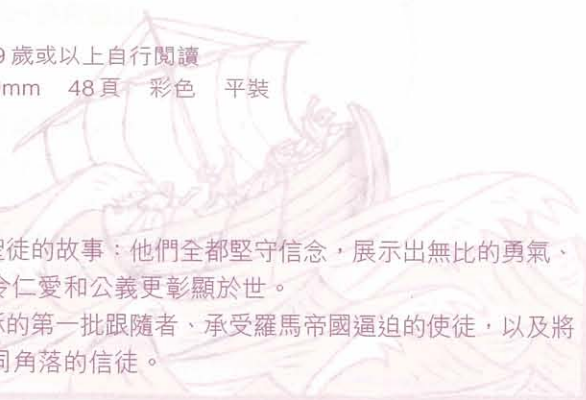 9歲或以上自行閱讀
mm 48頁 彩色 平裝
聖徒的故事：他們全都堅守信念，展示出無比的勇氣、
令仁愛和公義更彰顯於世。
穌的第一批跟隨者、承受羅馬帝國逼迫的使徒，以及將
同角落的信徒。